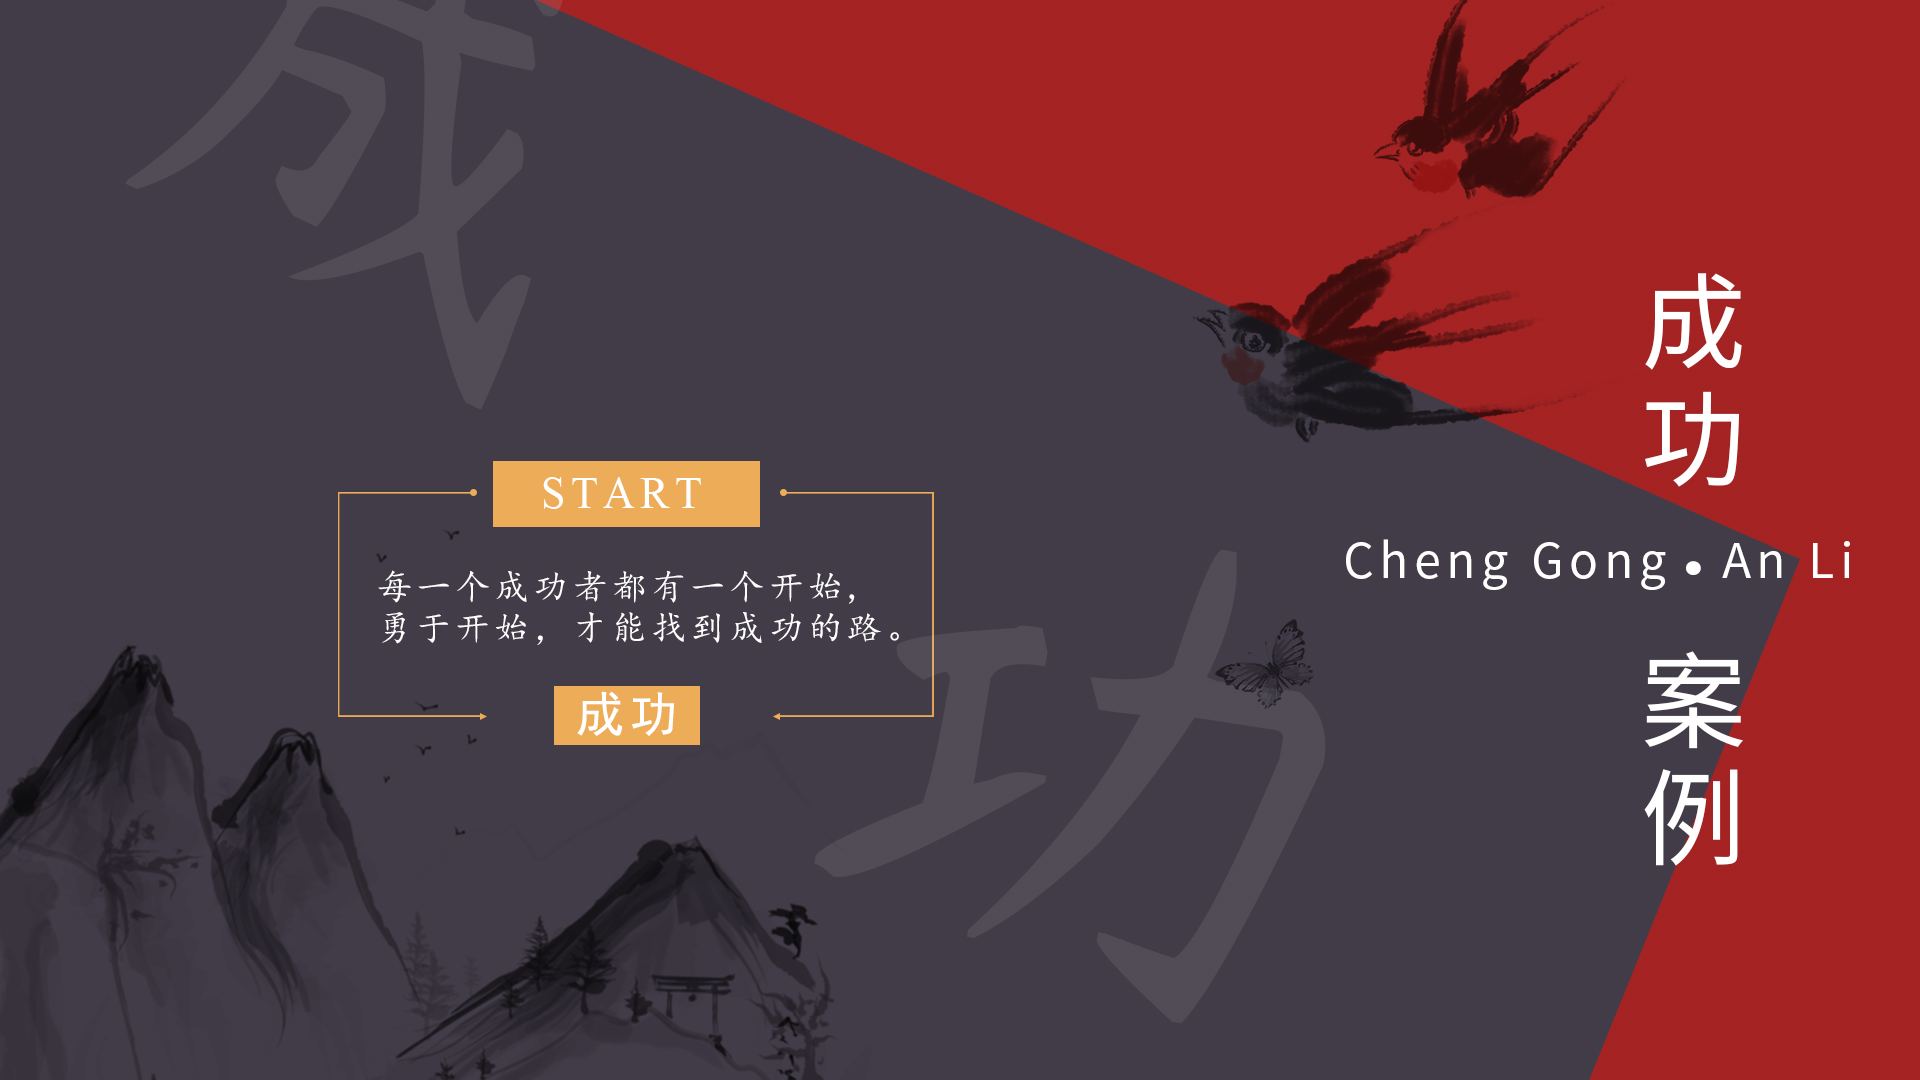 成功
START
每一个成功者都有一个开始，
勇于开始，才能找到成功的路。
成功
成功
Cheng Gong•An Li
案例